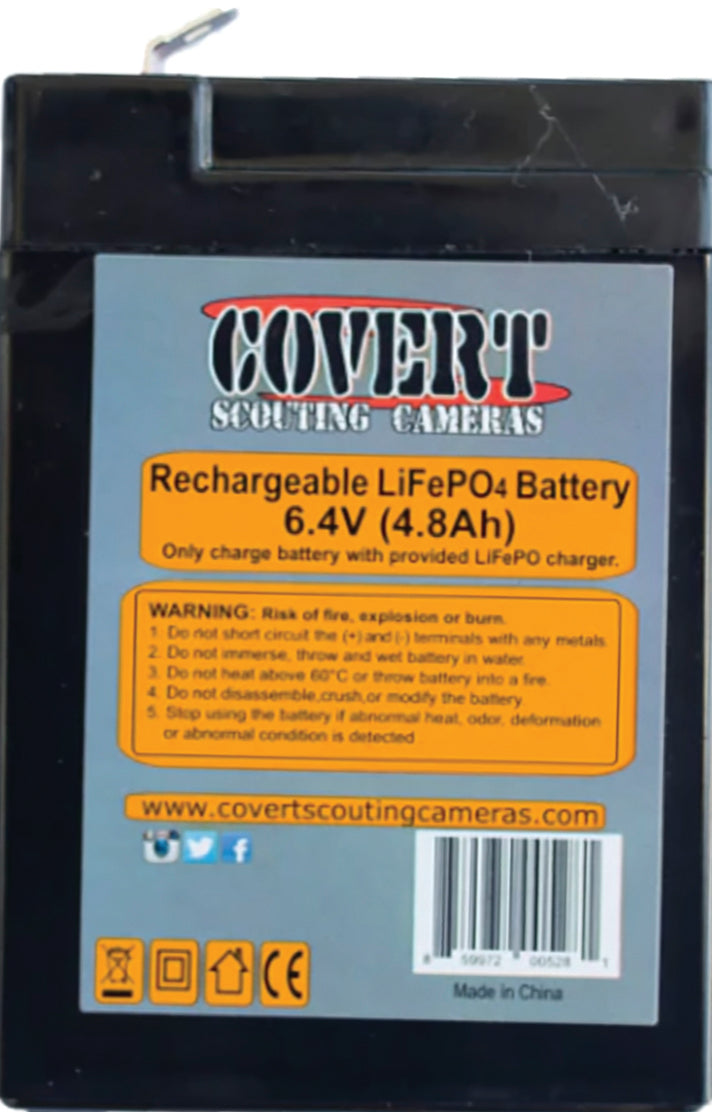 COVERT
SCOUTING CAMERAS
Rechargeable LiFePO4 Battery
6.4V (4.8Ah)
Only charge battery with provided LiFePO charger.
WARNING: Risk of fire, explosion or burn.
1. Do not short circuit the (+) and (-) terminals with any metals.
2. Do not immerse, throw and wet battery in water.
3. Do not heat above 60°C or throw battery into a fire.
4. Do not disassemble,crush,or modify the battery.
5. Stop using the battery if abnormal heat, odor, deformation
or abnormal condition is detected.
www.covertscoutingcameras.com
8 59972 00528 1
CE
Made in China